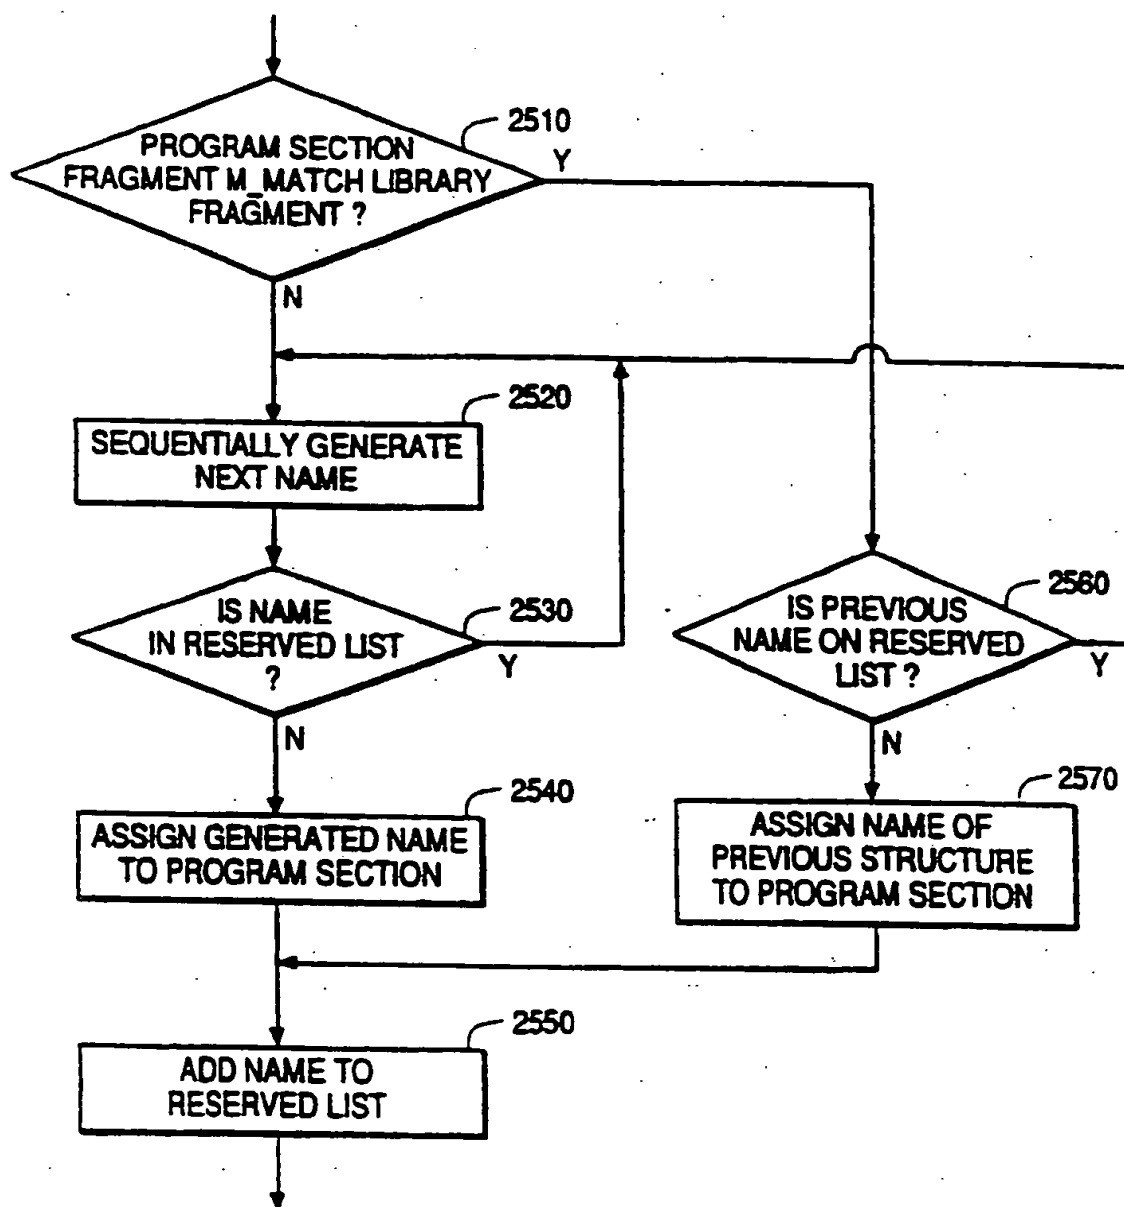 2510
PROGRAM SECTION
FRAGMENT M_MATCH LIBRARY
FRAGMENT ?
Y
N
2520
SEQUENTIALLY GENERATE
NEXT NAME
2530
IS NAME
IN RESERVED LIST
?
Y
N
2560
IS PREVIOUS
NAME ON RESERVED
LIST ?
Y
N
2540
ASSIGN GENERATED NAME
TO PROGRAM SECTION
2570
ASSIGN NAME OF
PREVIOUS STRUCTURE
TO PROGRAM SECTION
2550
ADD NAME TO
RESERVED LIST